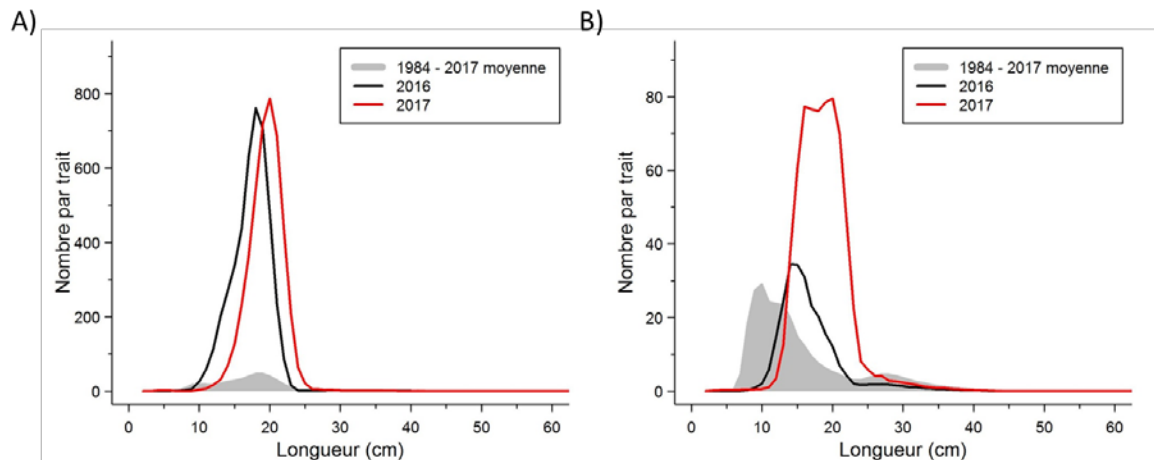 A)
1984 - 2017 moyenne
2016
2017
Nombre par trait
800
600
400
200
0
0 10 20 30 40 50 60
Longueur (cm)
B)
1984 - 2017 moyenne
2016
2017
Nombre par trait
80
60
40
20
0
0 10 20 30 40 50 60
Longueur (cm)